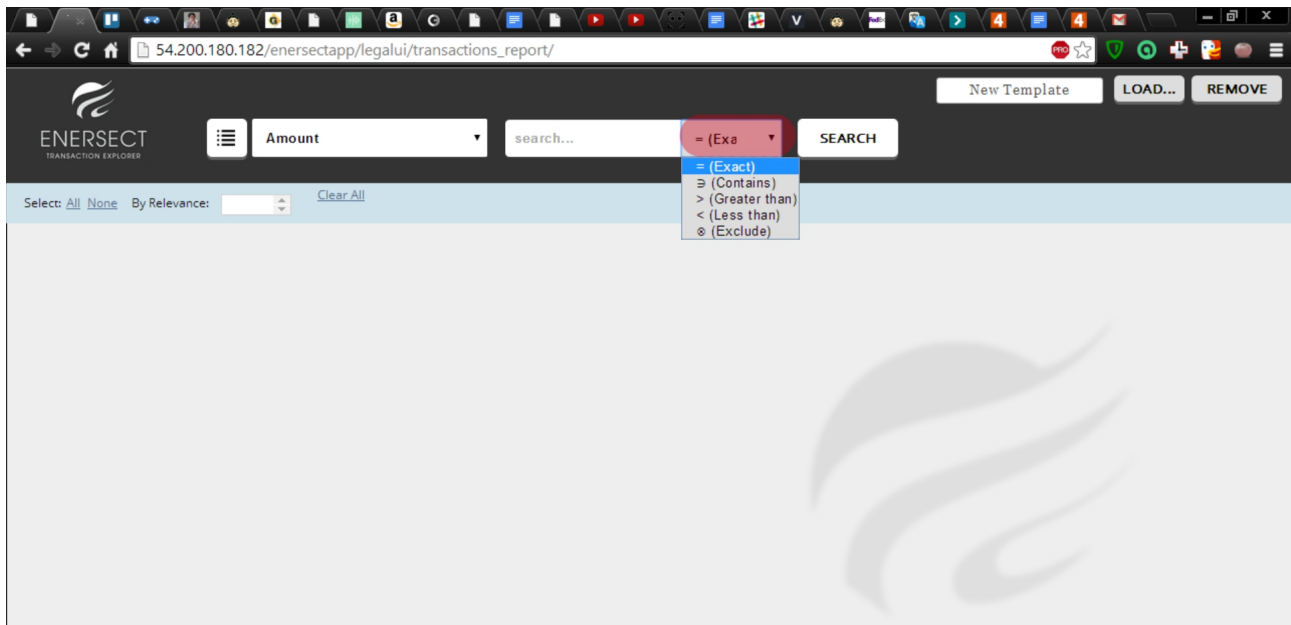 54.200.180.182/enersectapp/legalui/transactions_report/
PRO
New Template LOAD... REMOVE
ENERSECT
TRANSACTION EXPLORER
Amount search... = (Exa SEARCH
= (Exact)
∋ (Contains)
> (Greater than)
< (Less than)
⊗ (Exclude)
Select: All None By Relevance: Clear All